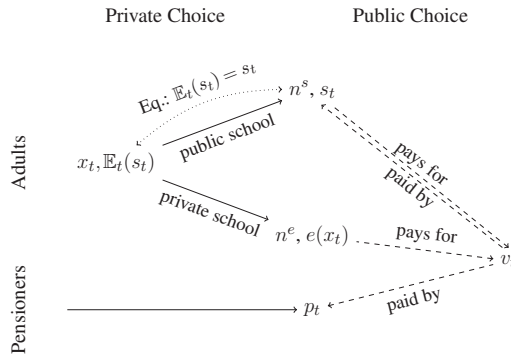 Private Choice
Public Choice
Adults
Pensioners
Eq.: 𝔼ₜ(sₜ) = sₜ
nˢ, sₜ
public school
xₜ, 𝔼ₜ(sₜ)
private school
pays for
paid by
nᵉ, e(xₜ)
pays for
v
paid by
pₜ